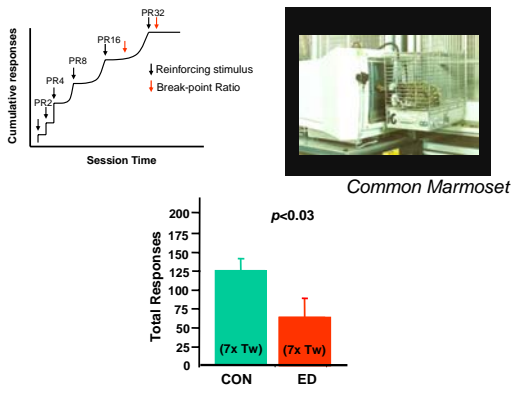 Cumulative responses
PR2
PR4
PR8
PR16
PR32
Reinforcing stimulus
Break-point Ratio
Session Time
Common Marmoset
Total Responses
200
175
150
125
100
75
50
25
0
p<0.03
(7x Tw)
(7x Tw)
CON
ED